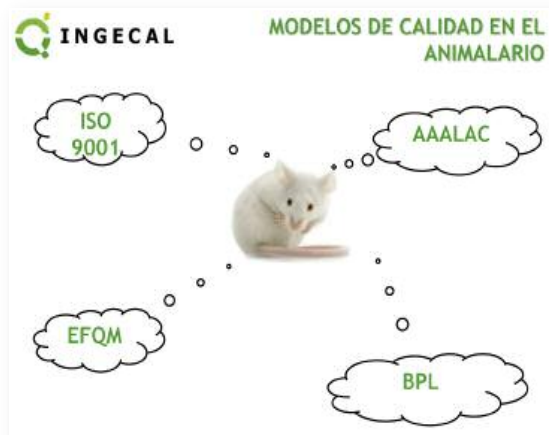 INGECAL
MODELOS DE CALIDAD EN EL
ANIMALARIO
ISO
9001
AAALAC
EFQM
BPL